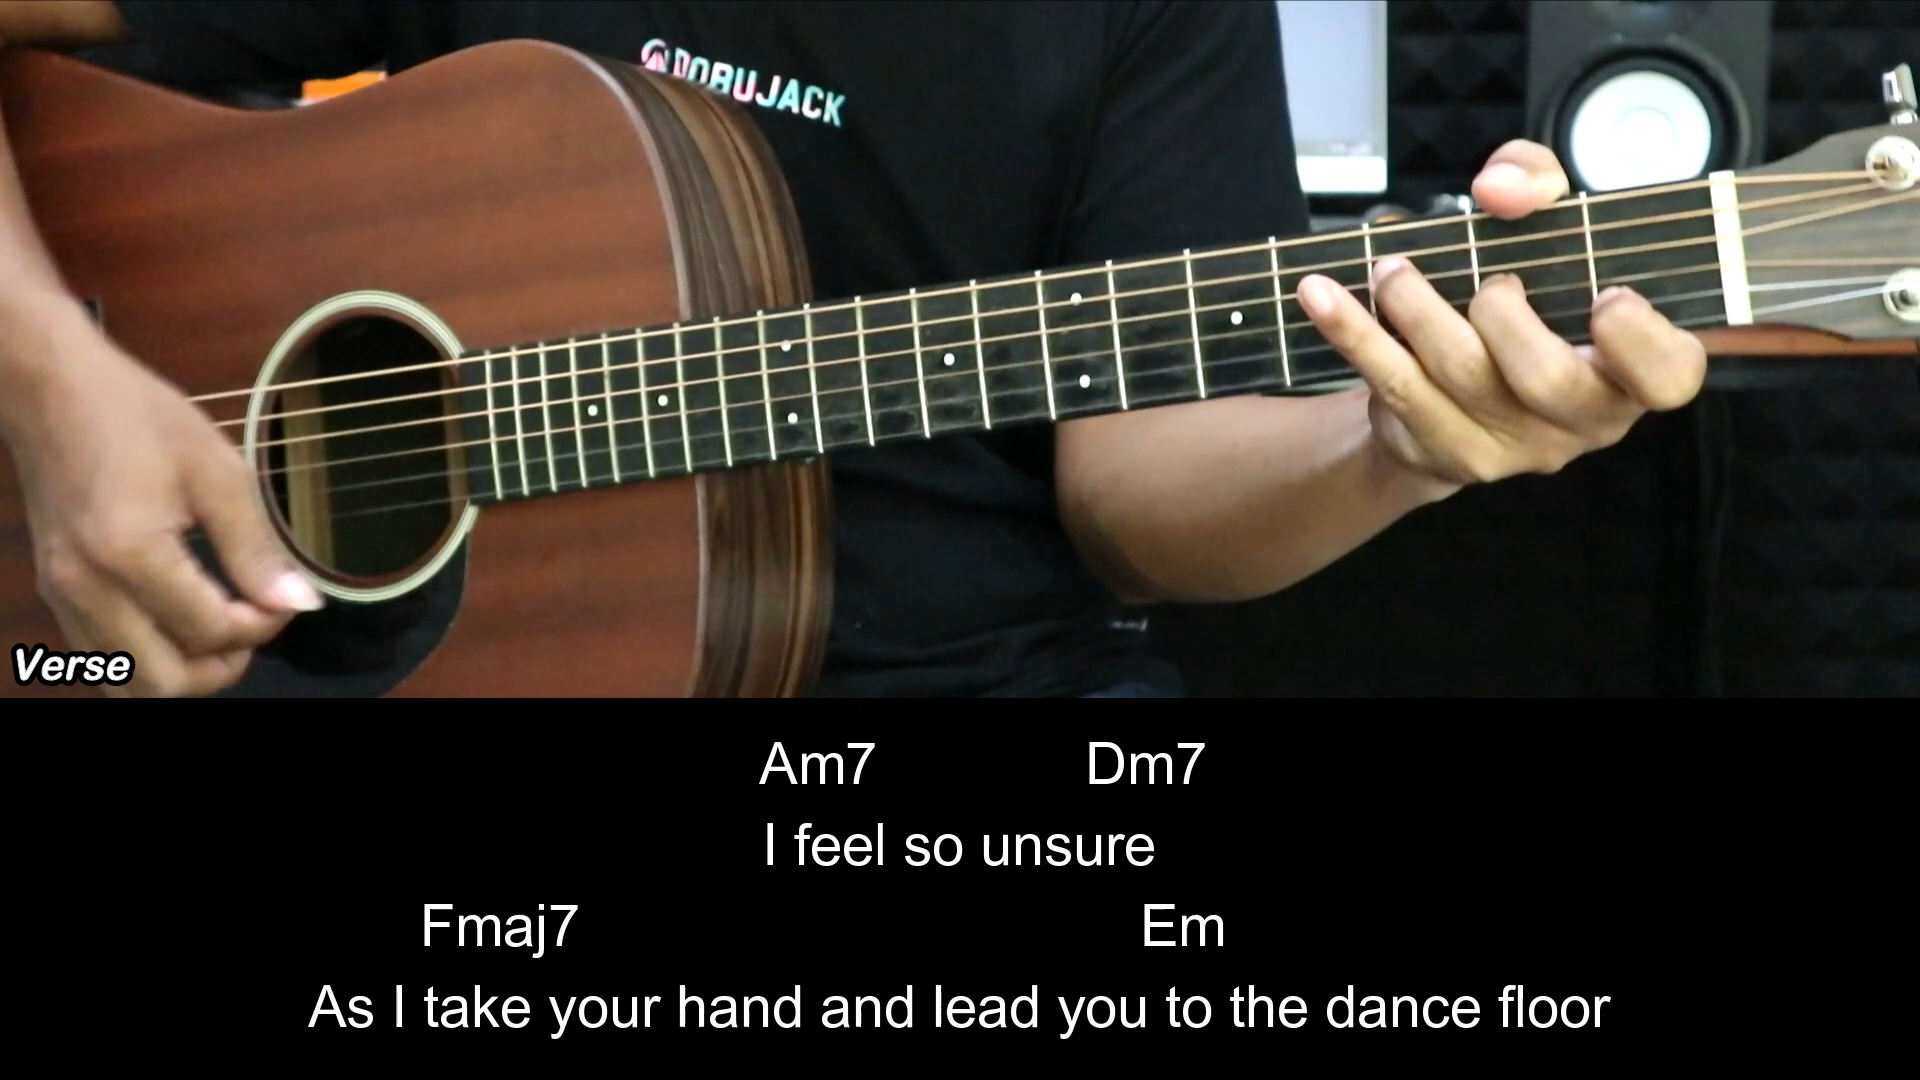 DOBUJACK
Verse
Am7 Dm7
I feel so unsure
Fmaj7 Em
As I take your hand and lead you to the dance floor